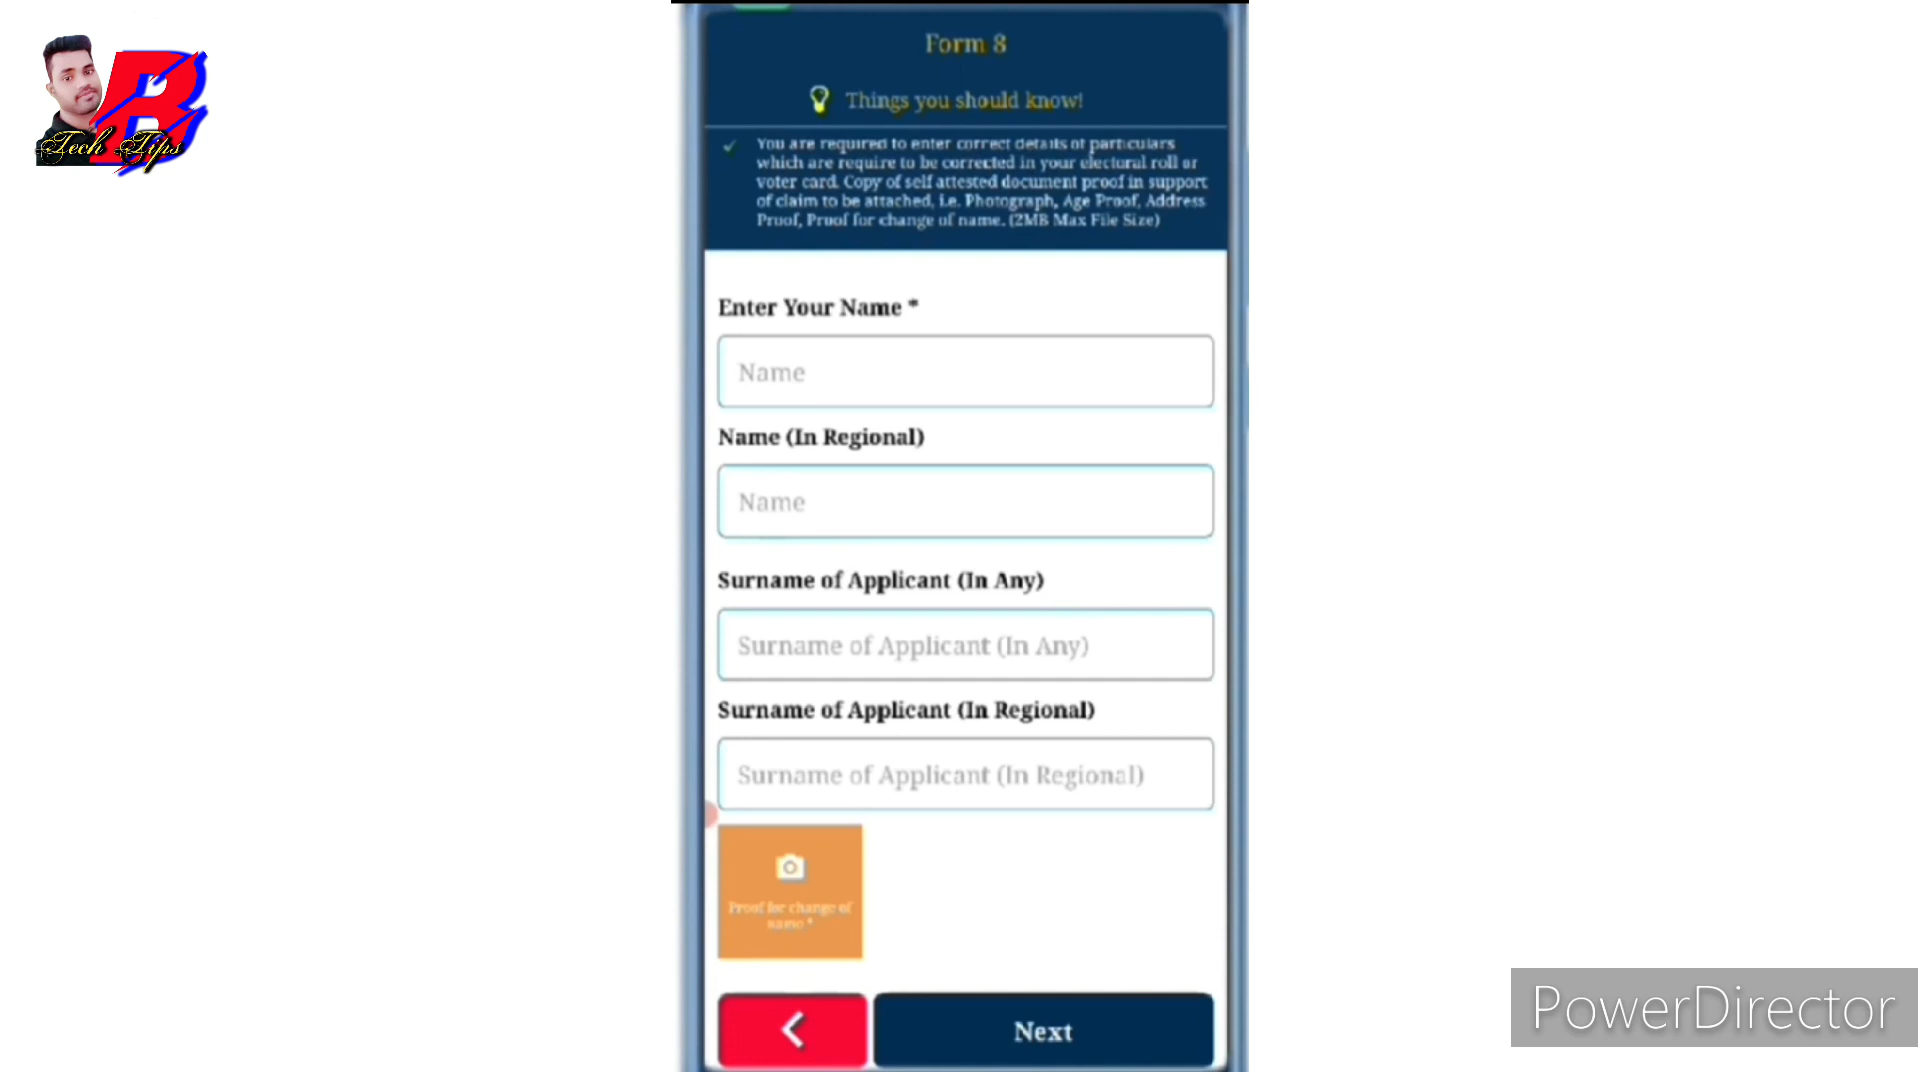 Form 8
Things you should know!
You are required to enter correct details of particulars
which are require to be corrected in your electoral roll or
voter card. Copy of self attested document proof in support
of claim to be attached, i.e. Photograph, Age Proof, Address
Proof, Proof for change of name. (2MB Max File Size)
B
Tech Tips
Enter Your Name *
Name
Name (In Regional)
Name
Surname of Applicant (In Any)
Surname of Applicant (In Any)
Surname of Applicant (In Regional)
Surname of Applicant (In Regional)
Proof for change of
name *
Next
PowerDirector